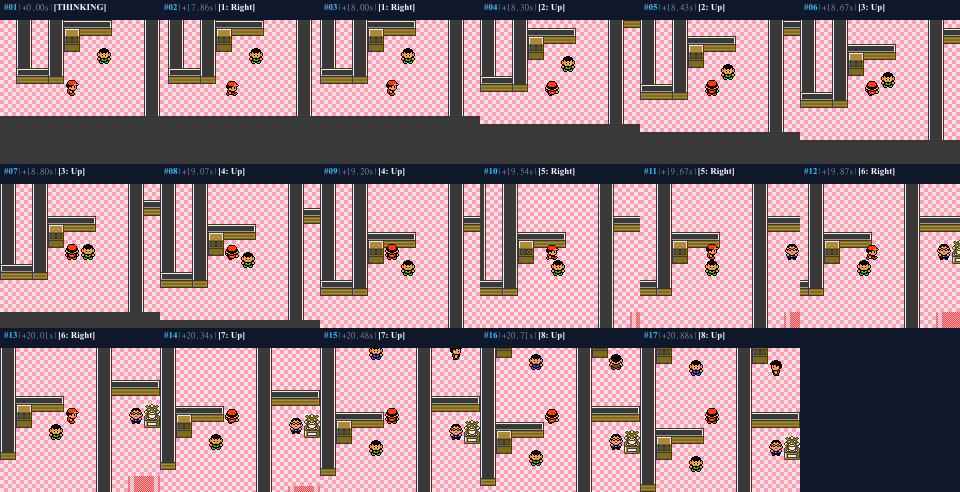 #01|+0.00s|[THINKING]
#02|+17.86s|[1: Right]
#03|+18.00s|[1: Right]
#04|+18.30s|[2: Up]
#05|+18.43s|[2: Up]
#06|+18.67s|[3: Up]
#07|+18.80s|[3: Up]
#08|+19.07s|[4: Up]
#09|+19.20s|[4: Up]
#10|+19.54s|[5: Right]
#11|+19.67s|[5: Right]
#12|+19.87s|[6: Right]
#13|+20.01s|[6: Right]
#14|+20.34s|[7: Up]
#15|+20.48s|[7: Up]
#16|+20.71s|[8: Up]
#17|+20.88s|[8: Up]